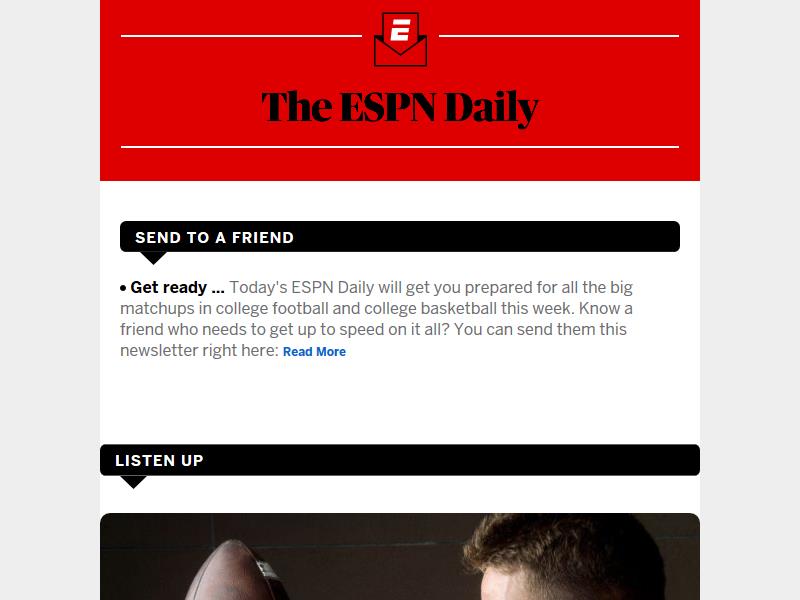 E
The ESPN Daily
SEND TO A FRIEND
• Get ready ... Today's ESPN Daily will get you prepared for all the big
matchups in college football and college basketball this week. Know a
friend who needs to get up to speed on it all? You can send them this
newsletter right here: Read More
LISTEN UP